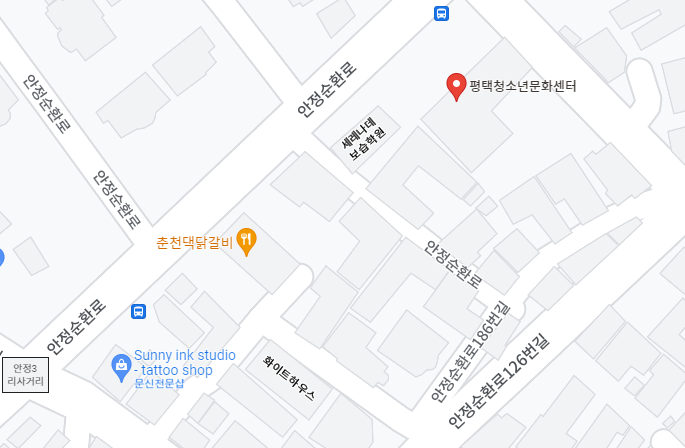 평택청소년문화센터
안정순환로
안정순환로
세레나데
보습학원
안정순환로
춘천댁닭갈비
안정순환로
안정순환로
안정순환로186번길
안정순환로126번길
Sunny ink studio
- tattoo shop
문신전문샵
화이트하우스
안정3
리사거리